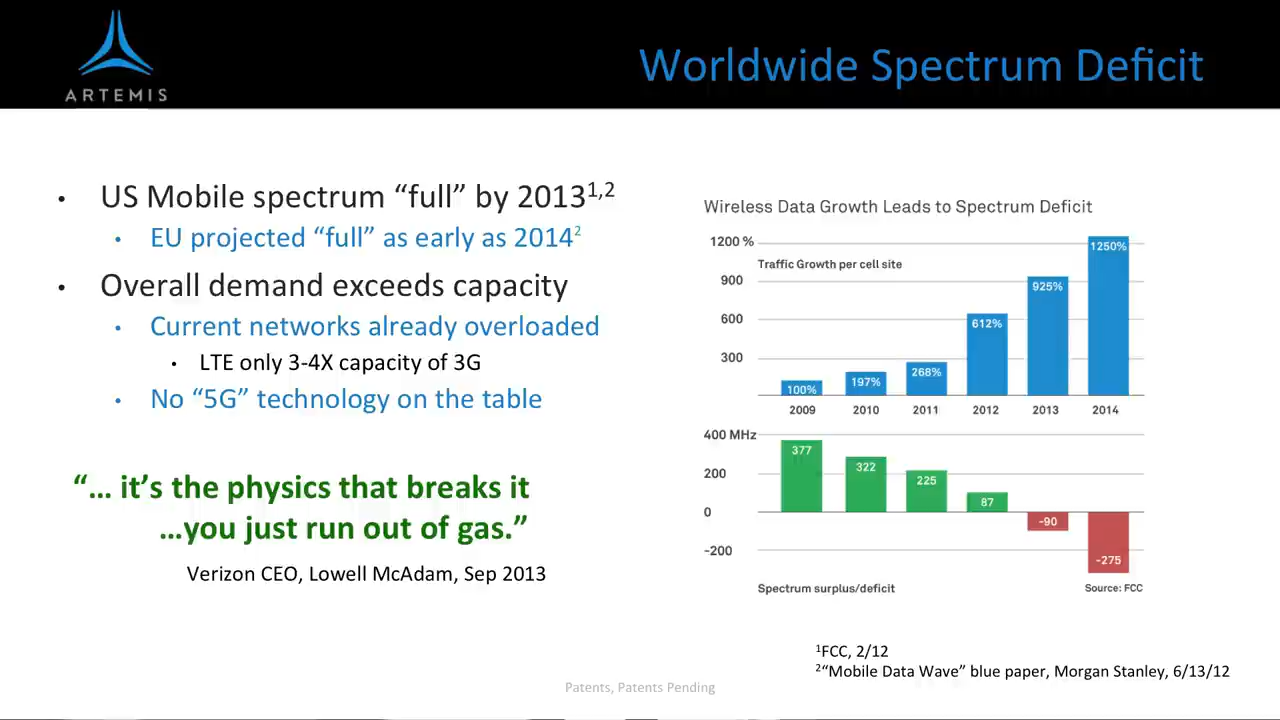 ARTEMIS
Worldwide Spectrum Deficit
• US Mobile spectrum “full” by 2013¹,²
• EU projected “full” as early as 2014²
• Overall demand exceeds capacity
• Current networks already overloaded
• LTE only 3-4X capacity of 3G
• No “5G” technology on the table
“… it’s the physics that breaks it
…you just run out of gas.”
Verizon CEO, Lowell McAdam, Sep 2013
Wireless Data Growth Leads to Spectrum Deficit
1200 %
900
600
300
Traffic Growth per cell site
100% 197% 268% 612% 925% 1250%
2009 2010 2011 2012 2013 2014
400 MHz
200
0
-200
377 322 225 87 -90 -275
Spectrum surplus/deficit
Source: FCC
¹FCC, 2/12
²“Mobile Data Wave” blue paper, Morgan Stanley, 6/13/12
Patents, Patents Pending